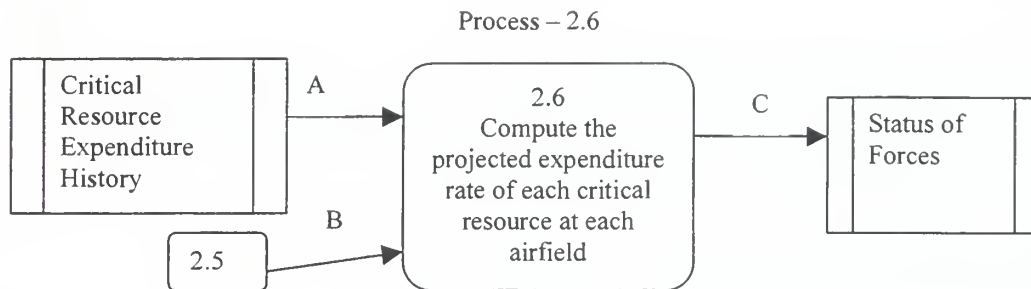 Process – 2.6
Critical
Resource
Expenditure
History
A
B
2.5
2.6
Compute the
projected expenditure
rate of each critical
resource at each
airfield
C
Status of
Forces